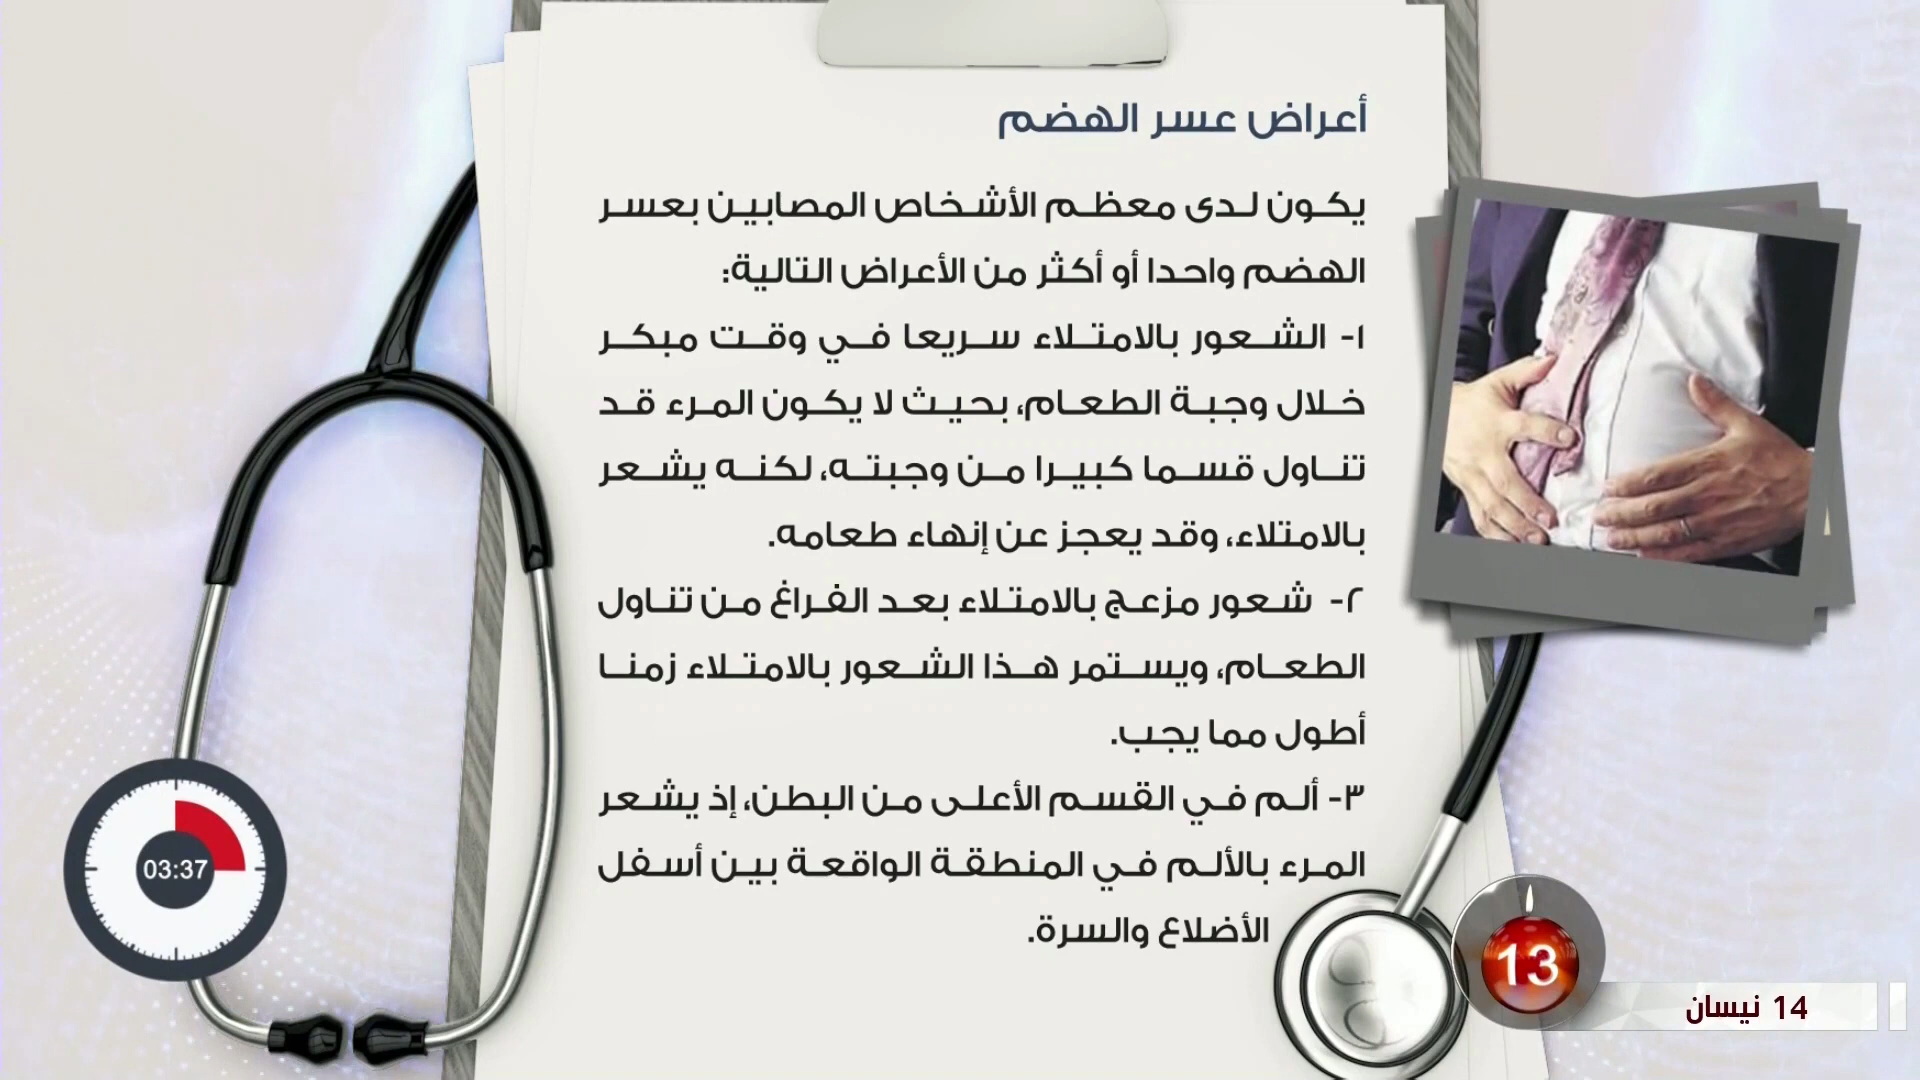 أعراض عسر الهضم
يكون لدى معظم الأشخاص المصابين بعسر
الهضم واحدا أو أكثر من الأعراض التالية:
١- الشعور بالامتلاء سريعا في وقت مبكر
خلال وجبة الطعام، بحيث لا يكون المرء قد
تناول قسما كبيرا من وجبته، لكنه يشعر
بالامتلاء، وقد يعجز عن إنهاء طعامه.
٢- شعور مزعج بالامتلاء بعد الفراغ من تناول
الطعام، ويستمر هذا الشعور بالامتلاء زمنا
أطول مما يجب.
٣- ألم في القسم الأعلى من البطن، إذ يشعر
المرء بالألم في المنطقة الواقعة بين أسفل
الأضلاع والسرة.
03:37
13
14 نيسان